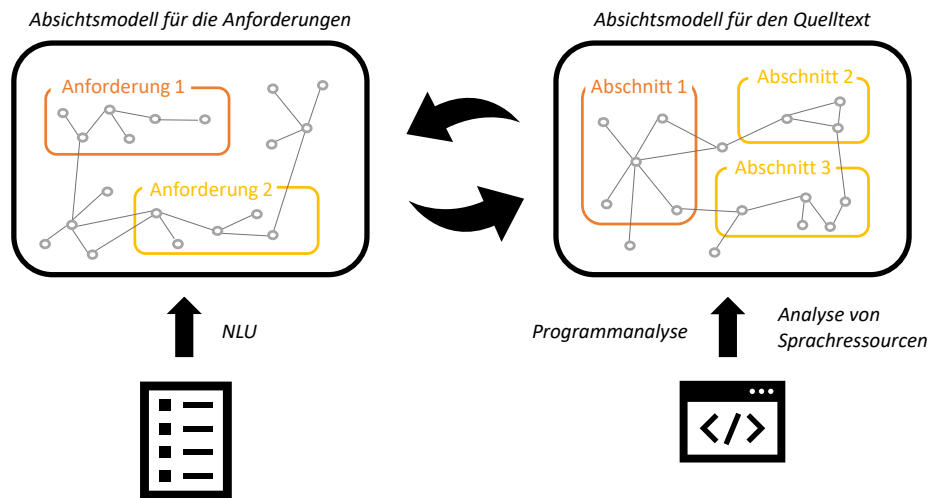 Absichtsmodell für die Anforderungen
Absichtsmodell für den Quelltext
Anforderung 1
Anforderung 2
Abschnitt 1
Abschnitt 2
Abschnitt 3
NLU
Programmanalyse
Analyse von
Sprachressourcen